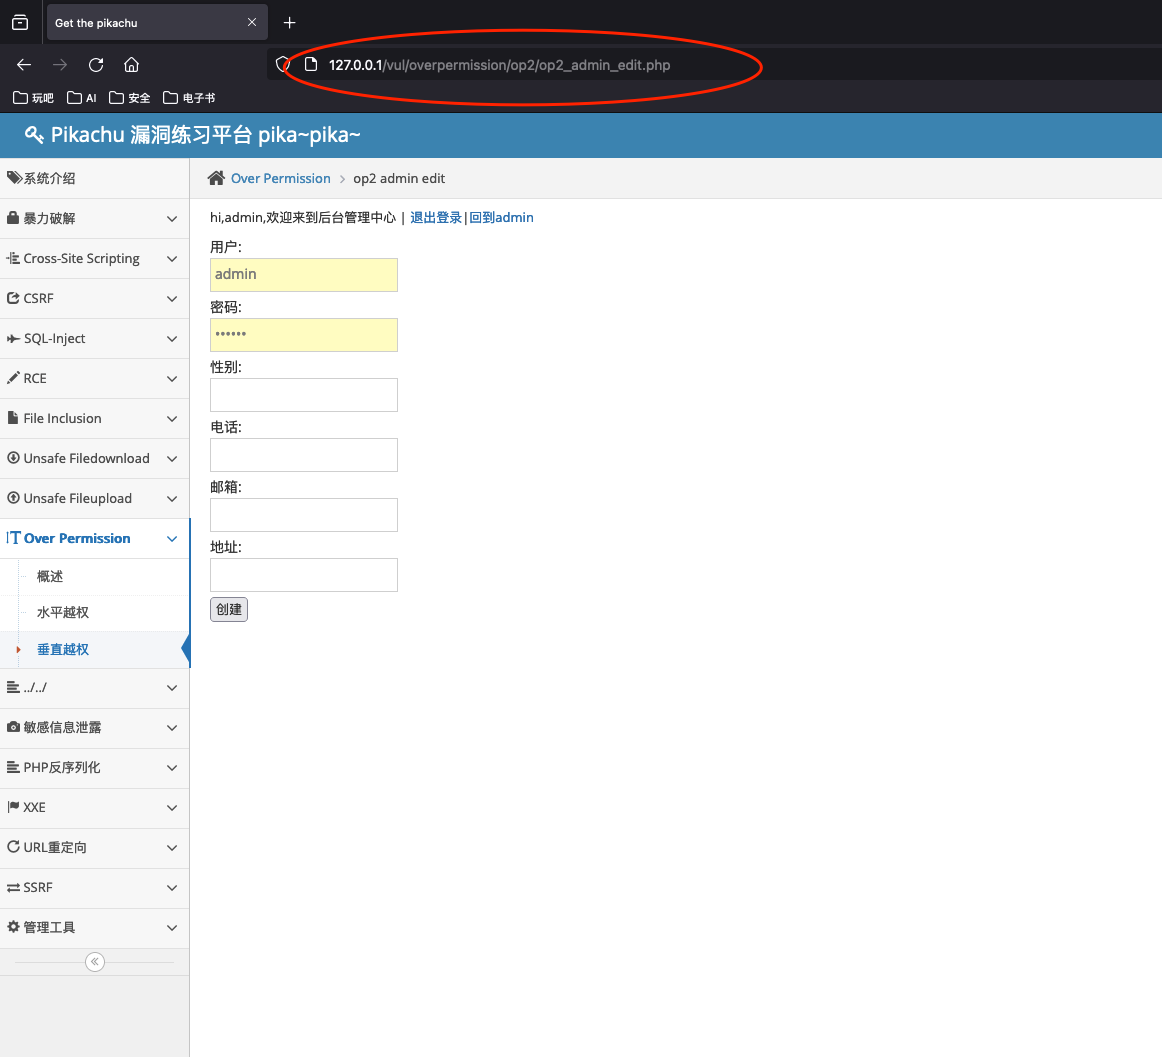 Get the pikachu
127.0.0.1/vul/overpermission/op2/op2_admin_edit.php
玩吧 AI 安全 电子书
Pikachu 漏洞练习平台 pika~pika~
系统介绍
暴力破解
Cross-Site Scripting
CSRF
SQL-Inject
RCE
File Inclusion
Unsafe Filedownload
Unsafe Fileupload
Over Permission
概述
水平越权
垂直越权
../../
敏感信息泄露
PHP反序列化
XXE
URL重定向
SSRF
管理工具
Over Permission > op2 admin edit
hi,admin,欢迎来到后台管理中心 | 退出登录|回到admin
用户:
admin
密码:
••••••
性别:
电话:
邮箱:
地址:
创建